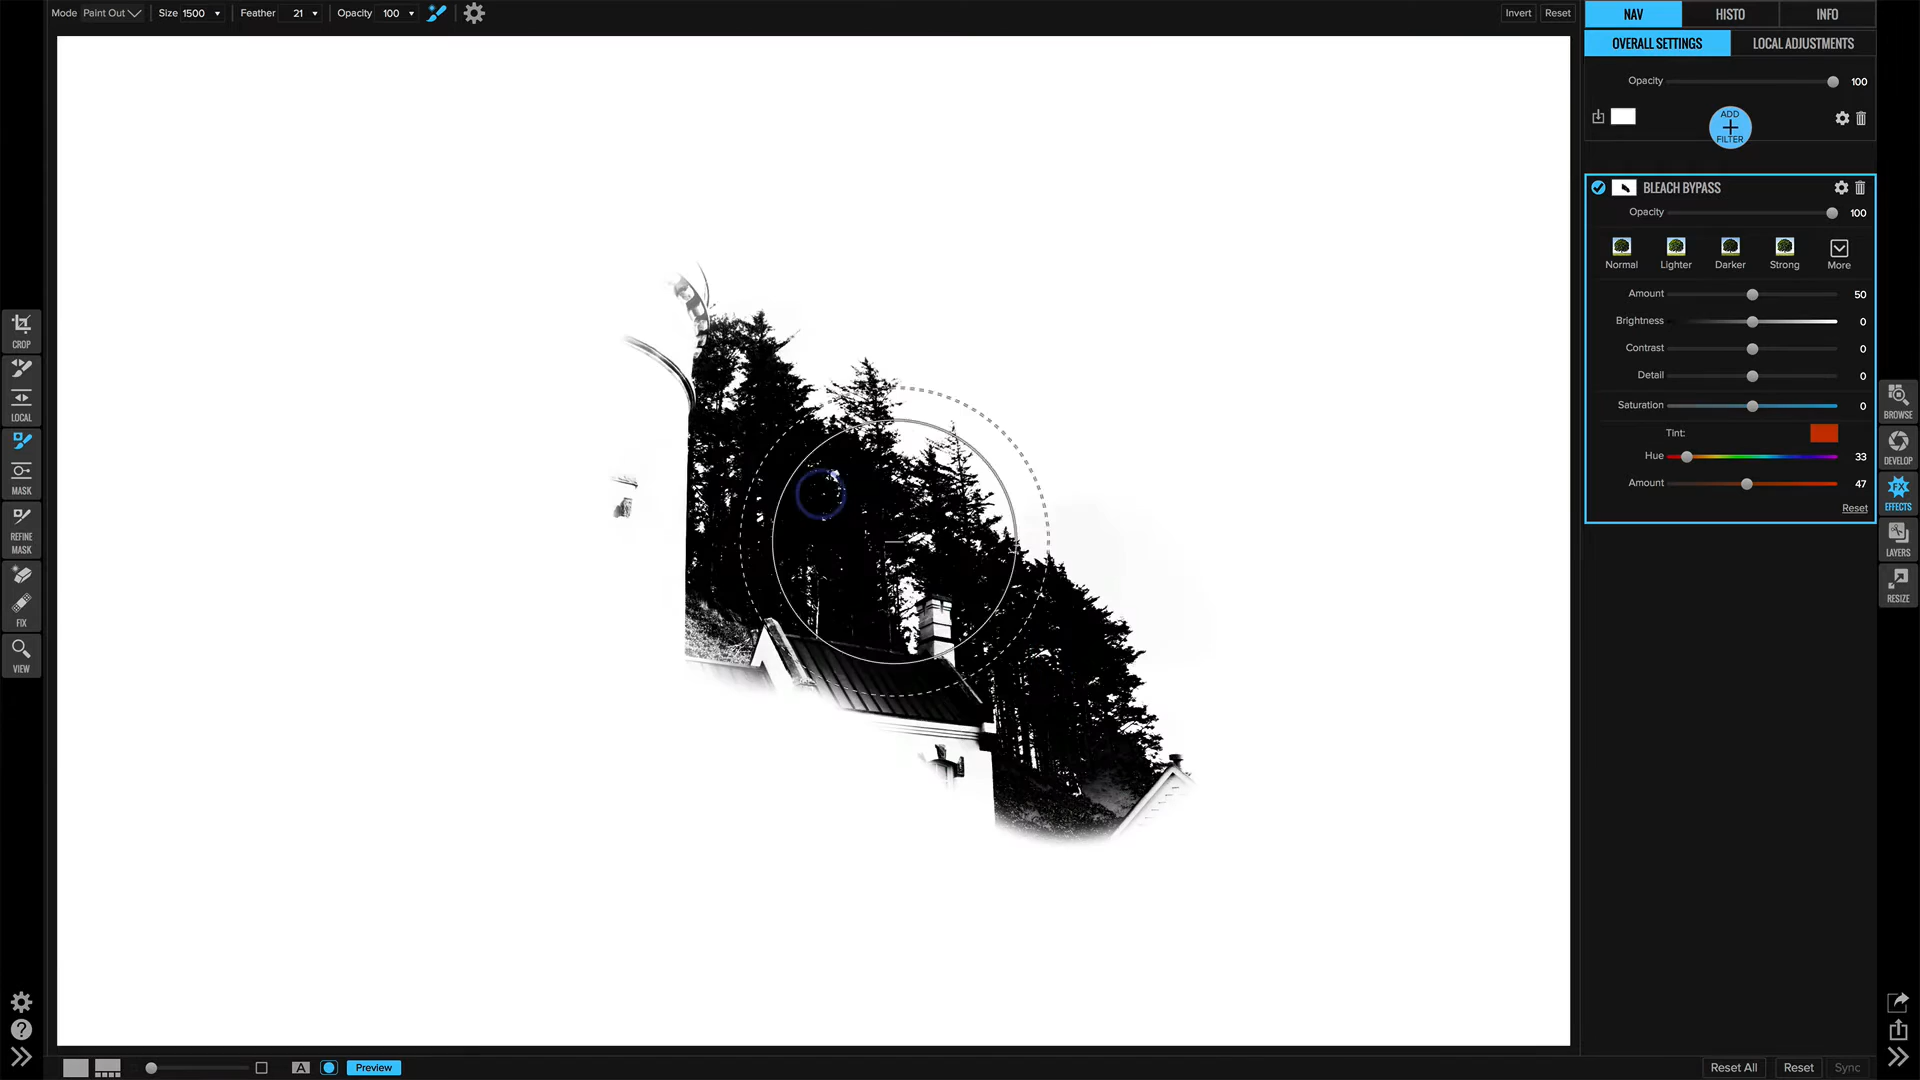 Mode Paint Out Size 1500 Feather 21 Opacity 100 Invert Reset
NAV HISTO INFO
OVERALL SETTINGS LOCAL ADJUSTMENTS
Opacity 100
ADD
FILTER
BLEACH BYPASS
Opacity 100
Normal Lighter Darker Strong More
Amount 50
Brightness 0
Contrast 0
Detail 0
Saturation 0
Tint:
Hue 33
Amount 47
Reset
CROP
LOCAL
MASK
REFINE
MASK
FIX
VIEW
BROWSE
DEVELOP
FX
EFFECTS
LAYERS
RESIZE
?
A Preview Reset All Reset Sync